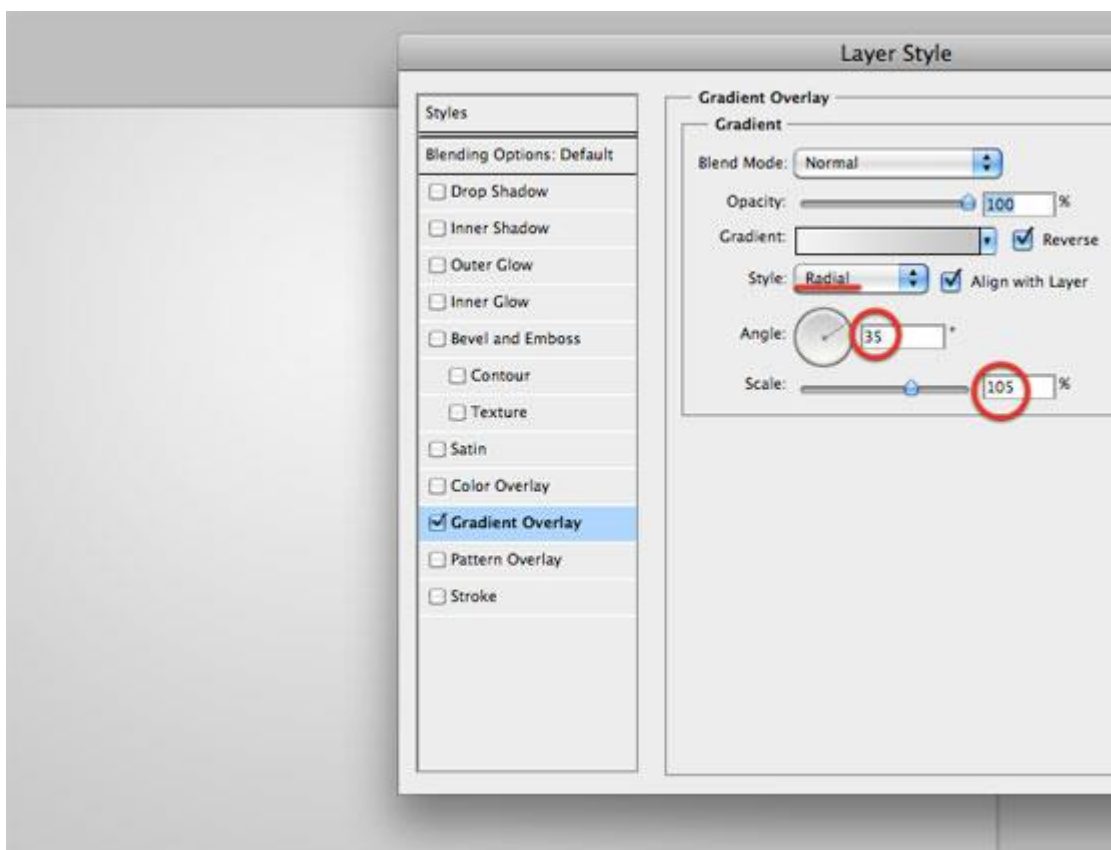 Layer Style
Styles
Blending Options: Default
Drop Shadow
Inner Shadow
Outer Glow
Inner Glow
Bevel and Emboss
Contour
Texture
Satin
Color Overlay
Gradient Overlay
Pattern Overlay
Stroke
Gradient Overlay
Gradient
Blend Mode: Normal
Opacity: 100 %
Gradient: Reverse
Style: Radial Align with Layer
Angle: 35 °
Scale: 105 %